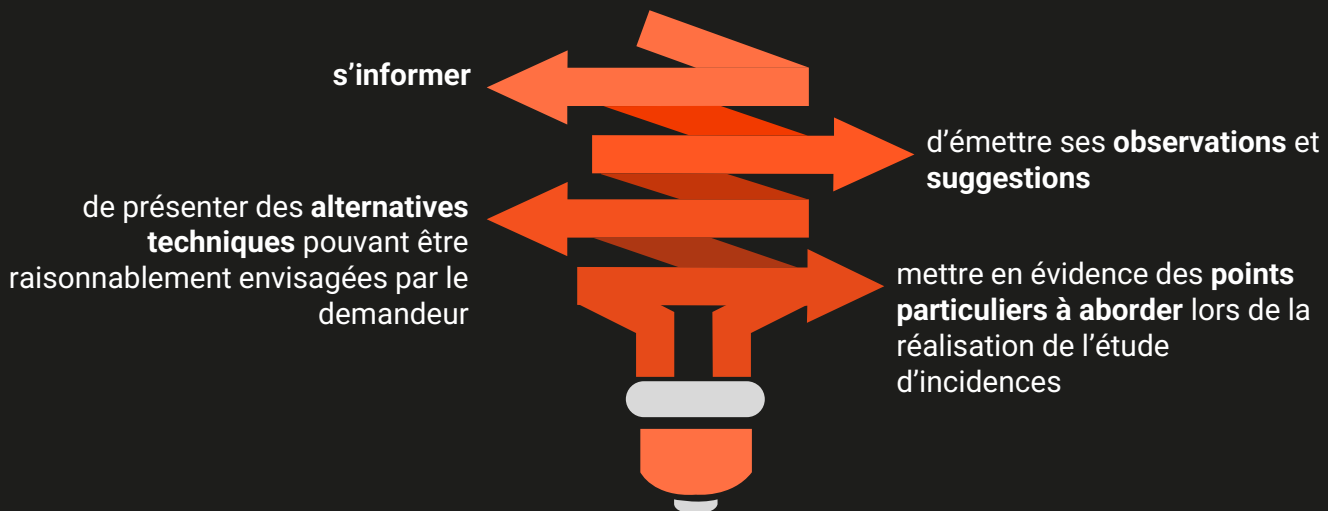 s’informer
d’émettre ses observations et
suggestions
de présenter des alternatives
techniques pouvant être
raisonnablement envisagées par le
demandeur
mettre en évidence des points
particuliers à aborder lors de la
réalisation de l’étude
d’incidences